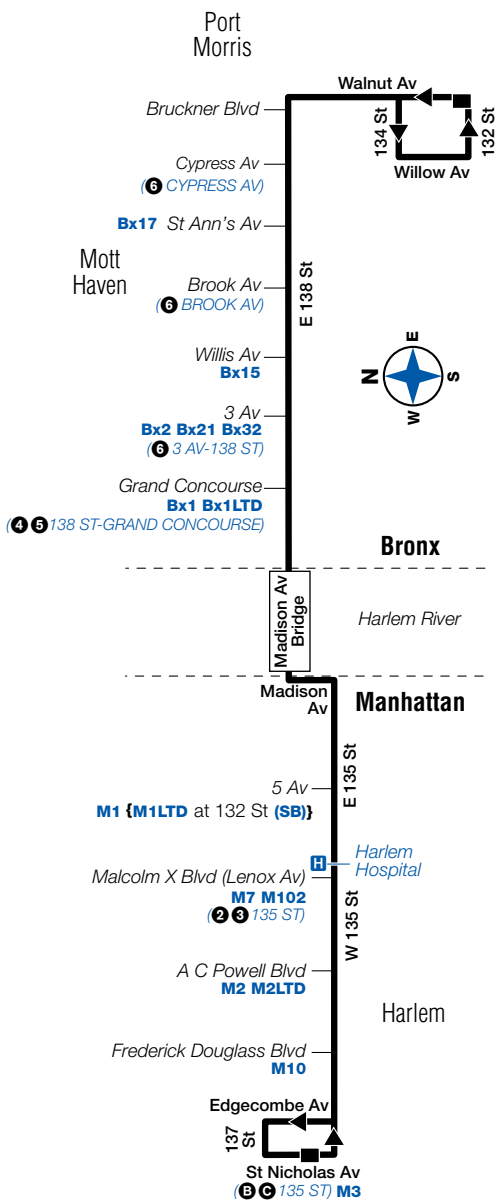 Port
Morris
Walnut Av
Bruckner Blvd
134 St
132 St
Willow Av
Cypress Av
(6 CYPRESS AV)
Bx17 St Ann's Av
Mott
Haven
Brook Av
(6 BROOK AV)
E 138 St
Willis Av
Bx15
N
E
S
W
3 Av
Bx2 Bx21 Bx32
(6 3 AV-138 ST)
Grand Concourse
Bx1 Bx1LTD
(4 5 138 ST-GRAND CONCOURSE)
Bronx
Madison Av
Bridge
Harlem River
Madison
Av
Manhattan
E 135 St
5 Av
M1 {M1LTD at 132 St (SB)}
H
Harlem
Hospital
Malcolm X Blvd (Lenox Av)
M7 M102
(2 3 135 ST)
W 135 St
A C Powell Blvd
M2 M2LTD
Harlem
Frederick Douglass Blvd
M10
Edgecombe Av
137
St
St Nicholas Av
(B C 135 ST) M3